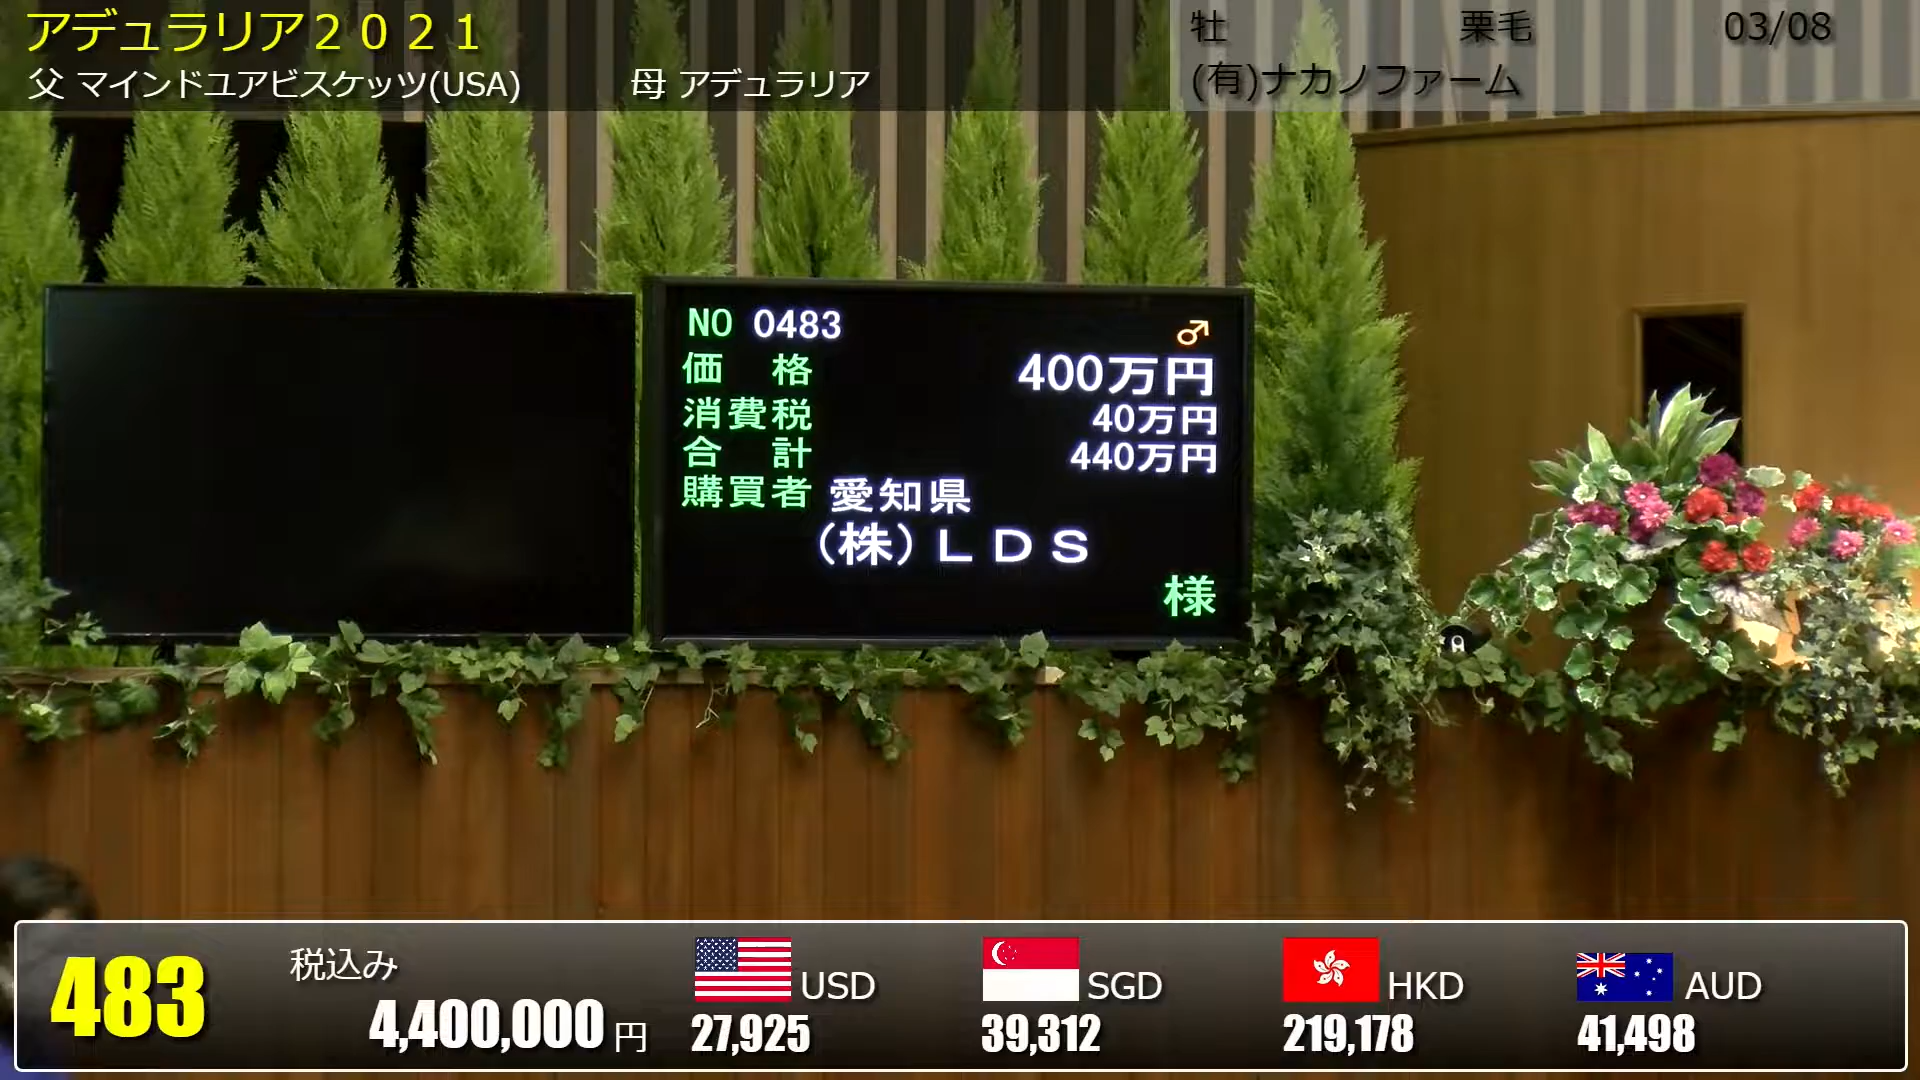 アデュラリア２０２１
父 マインドユアビスケッツ(USA) 母 アデュラリア
牡 栗毛 03/08
(有)ナカノファーム
NO 0483
♂
価 格 400万円
消費税 40万円
合 計 440万円
購買者 愛知県
(株)ＬＤＳ
様
483
税込み
4,400,000 円
USD
27,925
SGD
39,312
HKD
219,178
AUD
41,498